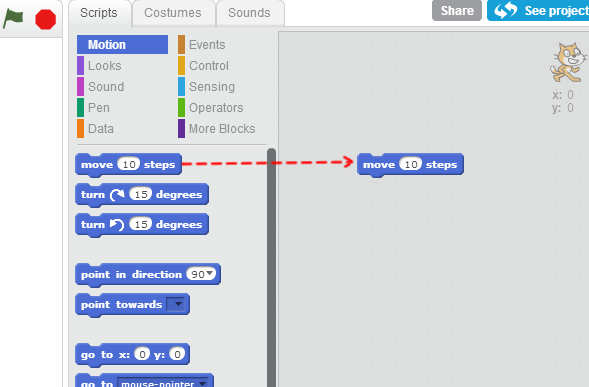 Scripts Costumes Sounds Share See project
Motion Events
Looks Control
Sound Sensing
Pen Operators
Data More Blocks
x: 0
y: 0
move 10 steps move 10 steps
turn 15 degrees
turn 15 degrees
point in direction 90
point towards
go to x: 0 y: 0
go to mouse-pointer